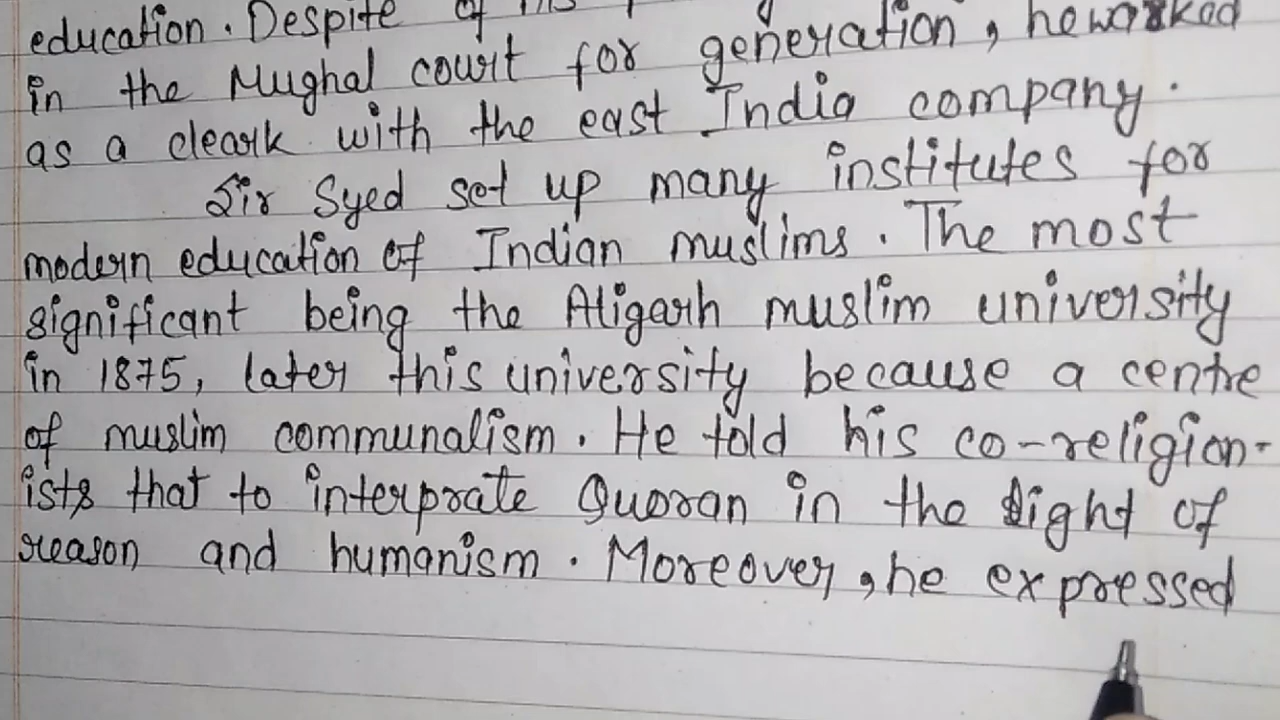 education. Despite of his
in the Mughal court for generation, he worked
as a cleark with the east India company.
Sir Syed set up many institutes for
modern education of Indian muslims. The most
significant being the Aligarh muslim university
in 1875, later this university because a centre
of muslim communalism. He told his co-religion-
ists that to interprate Quoran in the light of
reason and humanism. Moreover, he expressed